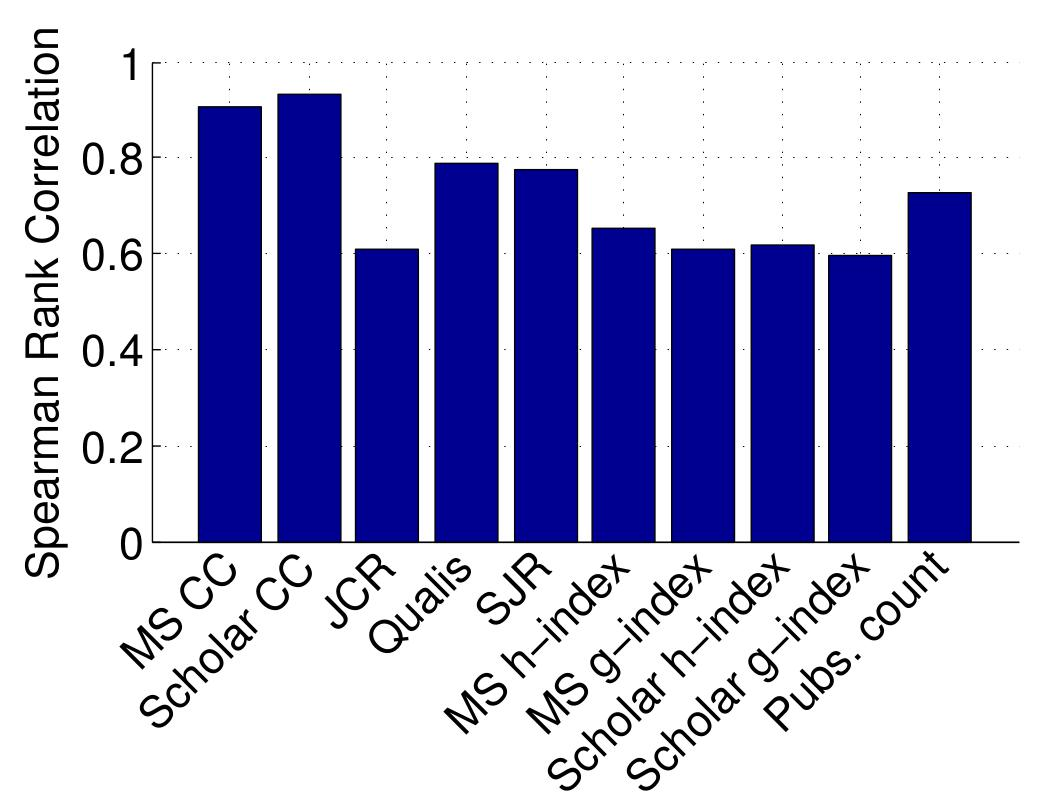 Spearman Rank Correlation
1
0.8
0.6
0.4
0.2
0
MS CC
Scholar CC
JCR
Qualis
SJR
MS h−index
MS g−index
Scholar h−index
Scholar g−index
Pubs. count